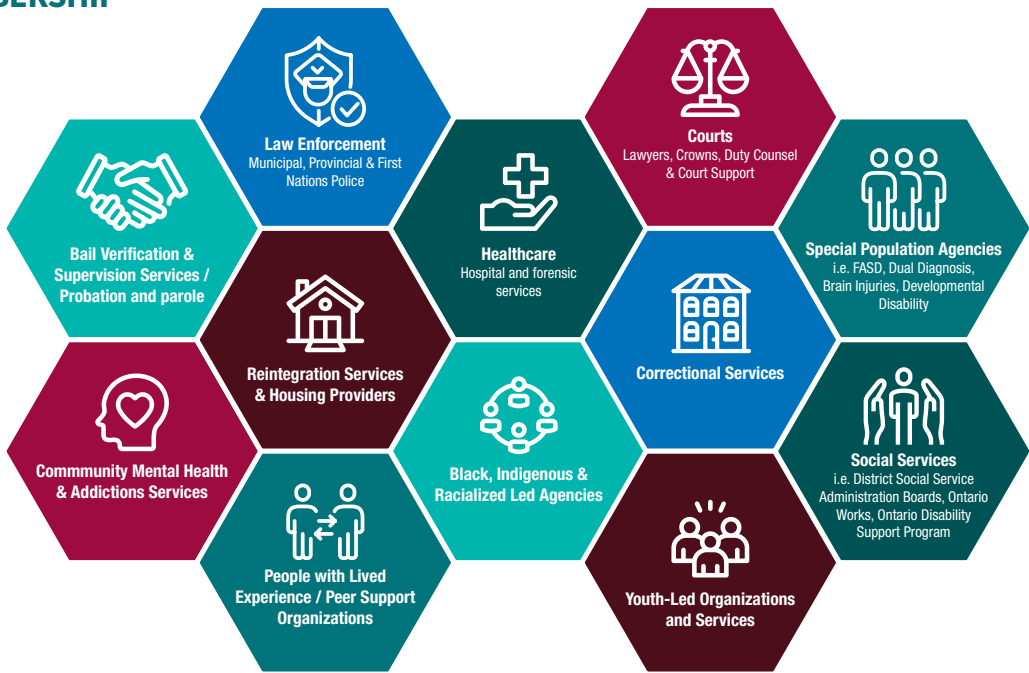 Law Enforcement
Municipal, Provincial & First
Nations Police
Courts
Lawyers, Crowns, Duty Counsel
& Court Support
Bail Verification &
Supervision Services /
Probation and parole
Healthcare
Hospital and forensic
services
Special Population Agencies
i.e. FASD, Dual Diagnosis,
Brain Injuries, Developmental
Disability
Reintegration Services
& Housing Providers
Correctional Services
Commmunity Mental Health
& Addictions Services
Black, Indigenous &
Racialized Led Agencies
Social Services
i.e. District Social Service
Administration Boards, Ontario
Works, Ontario Disability
Support Program
People with Lived
Experience / Peer Support
Organizations
Youth-Led Organizations
and Services